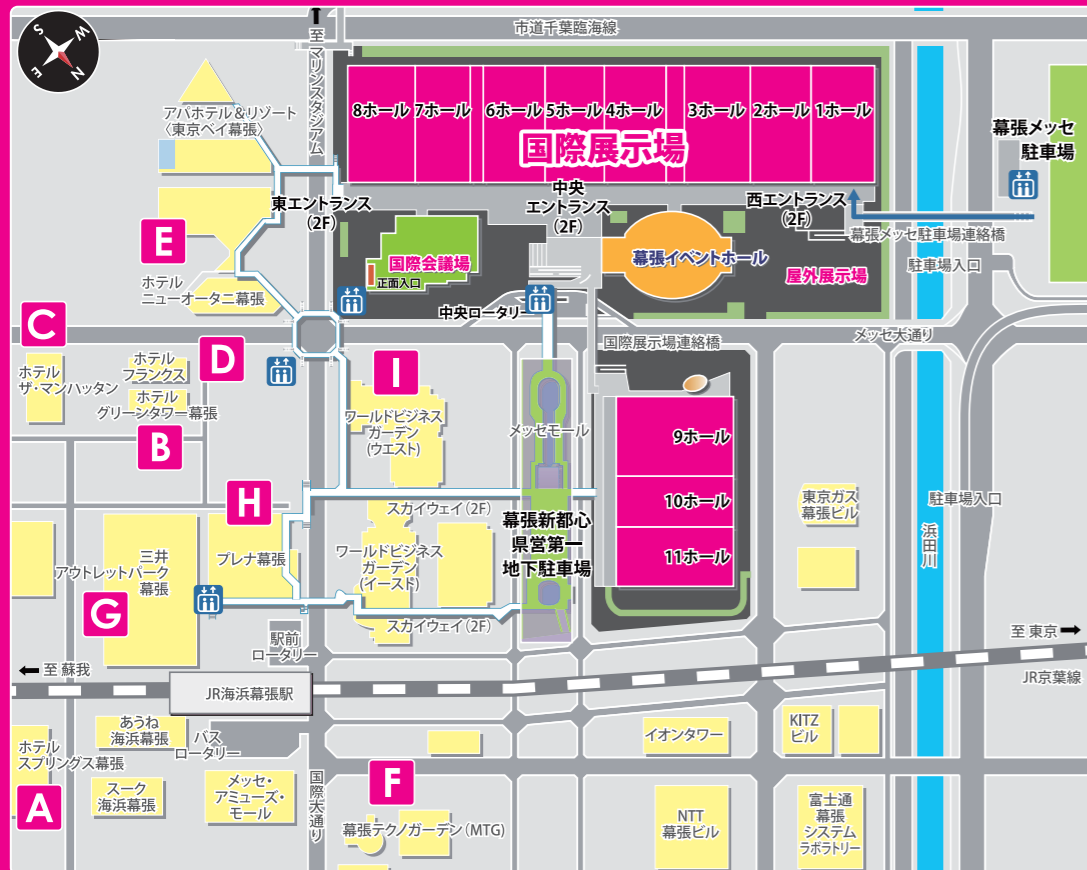 市道千葉臨海線
S
W
E
N
至
マリンスタジアム
アパホテル&リゾート
〈東京ベイ幕張〉
8ホール
7ホール
6ホール
5ホール
4ホール
3ホール
2ホール
1ホール
国際展示場
幕張メッセ
駐車場
東エントランス
(2F)
中央
エントランス
(2F)
西エントランス
(2F)
幕張メッセ駐車場連絡橋
E
ホテル
ニューオータニ幕張
国際会議場
正面入口
幕張イベントホール
屋外展示場
駐車場入口
中央ロータリー
C
ホテル
ザ・マンハッタン
ホテル
フランクス
D
ホテル
グリーンタワー幕張
B
I
ワールドビジネス
ガーデン
(ウエスト)
国際展示場連絡橋
メッセ大通り
メッセモール
9ホール
10ホール
11ホール
東京ガス
幕張ビル
駐車場入口
浜田川
H
スカイウェイ(2F)
幕張新都心
県営第一
地下駐車場
三井
アウトレットパーク
幕張
プレナ幕張
ワールドビジネス
ガーデン
(イースト)
G
スカイウェイ(2F)
駅前
ロータリー
至 蘇我
至 東京
JR海浜幕張駅
JR京葉線
あうね
海浜幕張
バス
ロータリー
ホテル
スプリングス幕張
イオンタワー
KITZ
ビル
A
スーク
海浜幕張
メッセ・
アミューズ・
モール
国際大通り
F
幕張テクノガーデン(MTG)
NTT
幕張ビル
富士通
幕張
システム
ラボラトリー